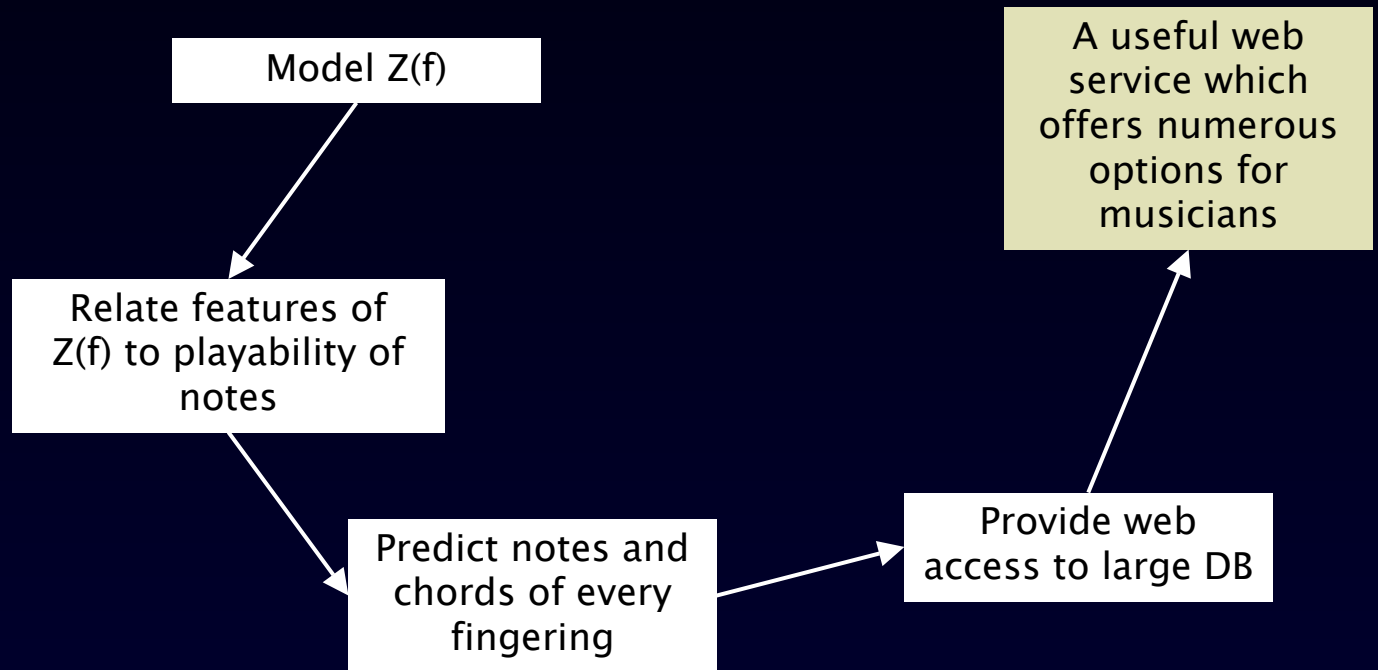 Model Z(f)
Relate features of
Z(f) to playability of
notes
Predict notes and
chords of every
fingering
Provide web
access to large DB
A useful web
service which
offers numerous
options for
musicians